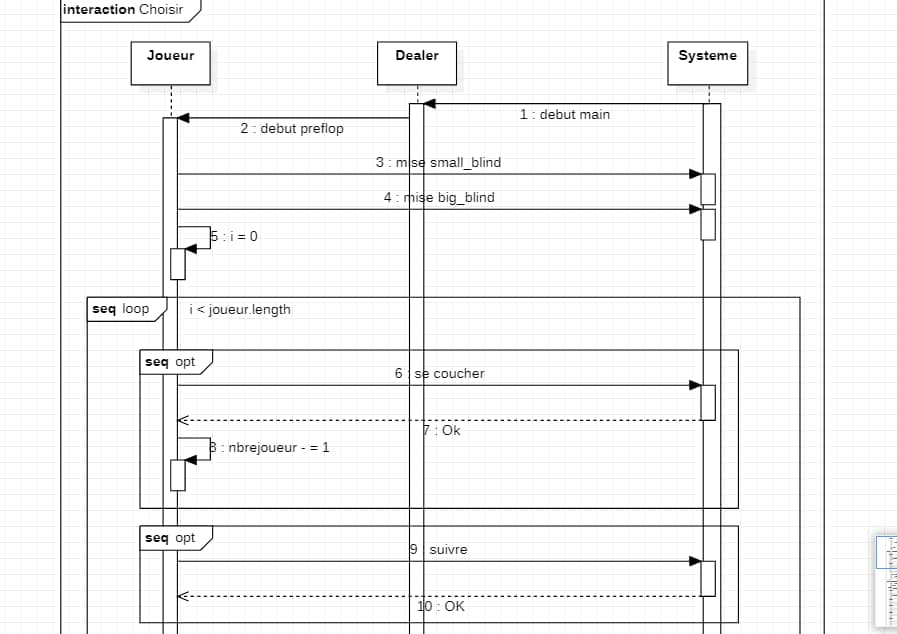 interaction Choisir
Joueur
Dealer
Systeme
1 : debut main
2 : debut preflop
3 : mise small_blind
4 : mise big_blind
5 : i = 0
seq loop
i < joueur.length
seq opt
6 : se coucher
7 : Ok
8 : nbrejoueur - = 1
seq opt
9 : suivre
10 : OK